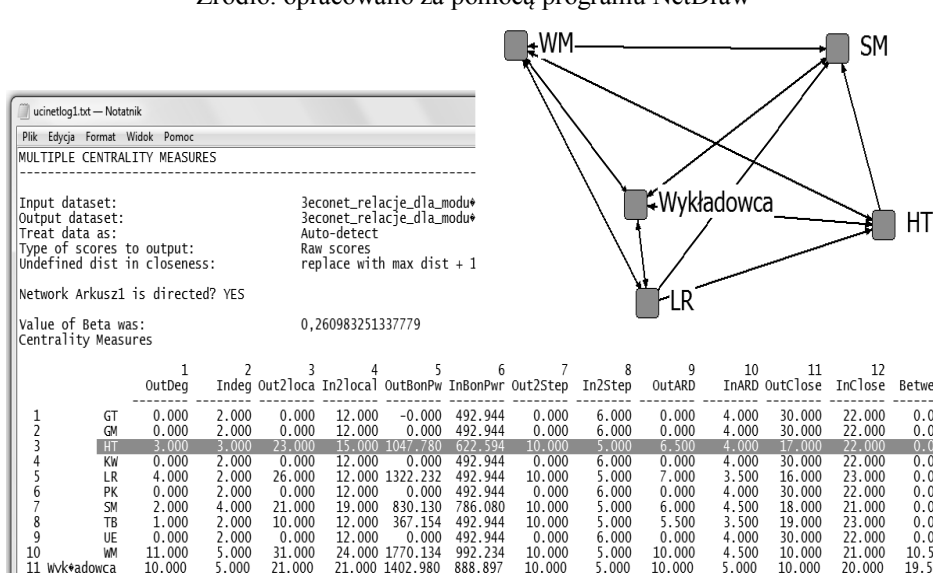 Źródło: opracowano za pomocą programu NetDraw
WM
SM
Wykładowca
HT
LR
ucinetlog1.txt — Notatnik
Plik Edycja Format Widok Pomoc
MULTIPLE CENTRALITY MEASURES
Input dataset: 3econet_relacje_dla_modu♦
Output dataset: 3econet_relacje_dla_modu♦
Treat data as: Auto-detect
Type of scores to output: Raw scores
Undefined dist in closeness: replace with max dist + 1
Network Arkusz1 is directed? YES
Value of Beta was: 0,260983251337779
Centrality Measures
1 2 3 4 5 6 7 8 9 10 11 12
OutDeg Indeg Out2loca In2local OutBonPw InBonPwr Out2Step In2Step OutARD InARD OutClose InClose Betwe
1 GT 0.000 2.000 0.000 12.000 -0.000 492.944 0.000 6.000 0.000 4.000 30.000 22.000 0.0
2 GM 0.000 2.000 0.000 12.000 0.000 492.944 0.000 6.000 0.000 4.000 30.000 22.000 0.0
3 HT 3.000 3.000 23.000 15.000 1047.780 622.594 10.000 5.000 6.500 4.000 17.000 22.000 0.0
4 KW 0.000 2.000 0.000 12.000 0.000 492.944 0.000 6.000 0.000 4.000 30.000 22.000 0.0
5 LR 4.000 2.000 26.000 12.000 1322.232 492.944 10.000 5.000 7.000 3.500 16.000 23.000 0.0
6 PK 0.000 2.000 0.000 12.000 0.000 492.944 0.000 6.000 0.000 4.000 30.000 22.000 0.0
7 SM 2.000 4.000 21.000 19.000 830.130 786.080 10.000 5.000 6.000 4.500 18.000 21.000 0.0
8 TB 1.000 2.000 10.000 12.000 367.154 492.944 10.000 5.000 5.500 3.500 19.000 23.000 0.0
9 UE 0.000 2.000 0.000 12.000 0.000 492.944 0.000 6.000 0.000 4.000 30.000 22.000 0.0
10 WM 11.000 5.000 31.000 24.000 1770.134 992.234 10.000 5.000 10.000 4.500 10.000 21.000 10.5
11 Wyk♦adowca 10.000 5.000 21.000 21.000 1402.980 888.897 10.000 5.000 10.000 5.000 10.000 20.000 19.5